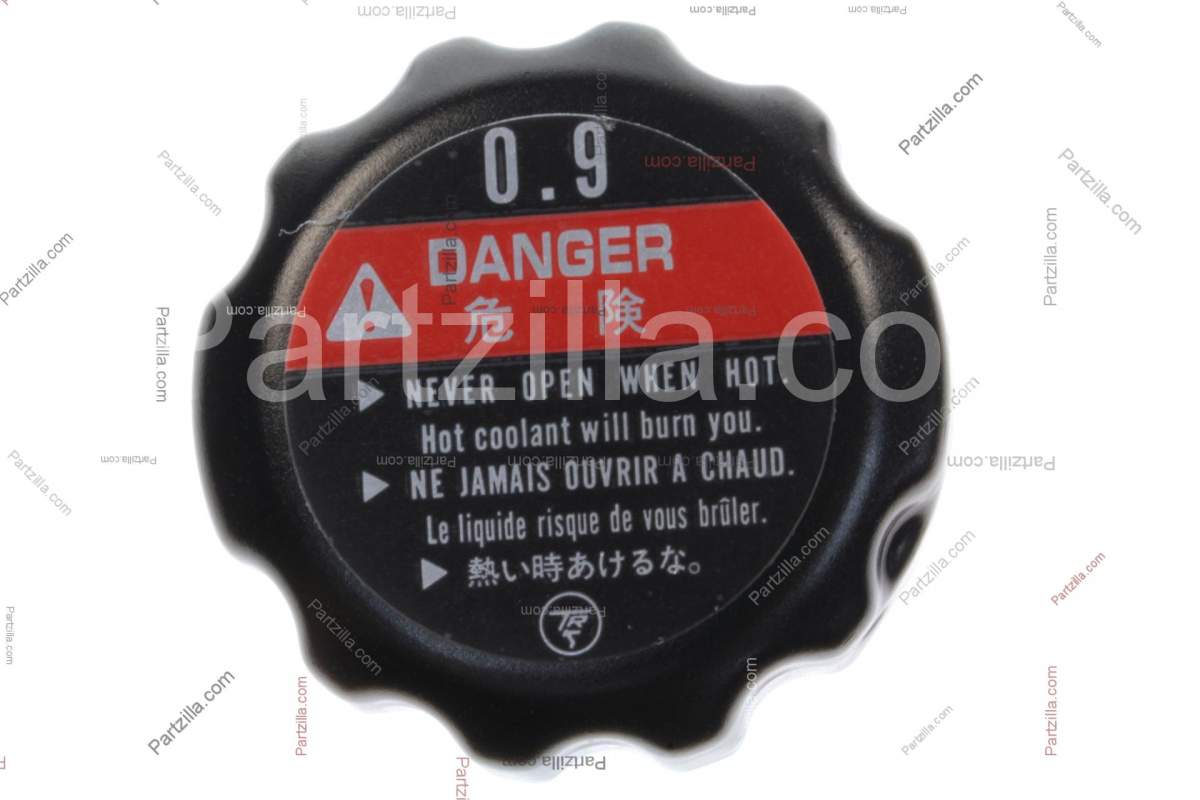 0.9
DANGER
危 険
NEVER OPEN WHEN HOT.
Hot coolant will burn you.
NE JAMAIS OUVRIR A CHAUD.
Le liquide risque de vous brûler.
熱い時あけるな。
TRS
Partzilla.com